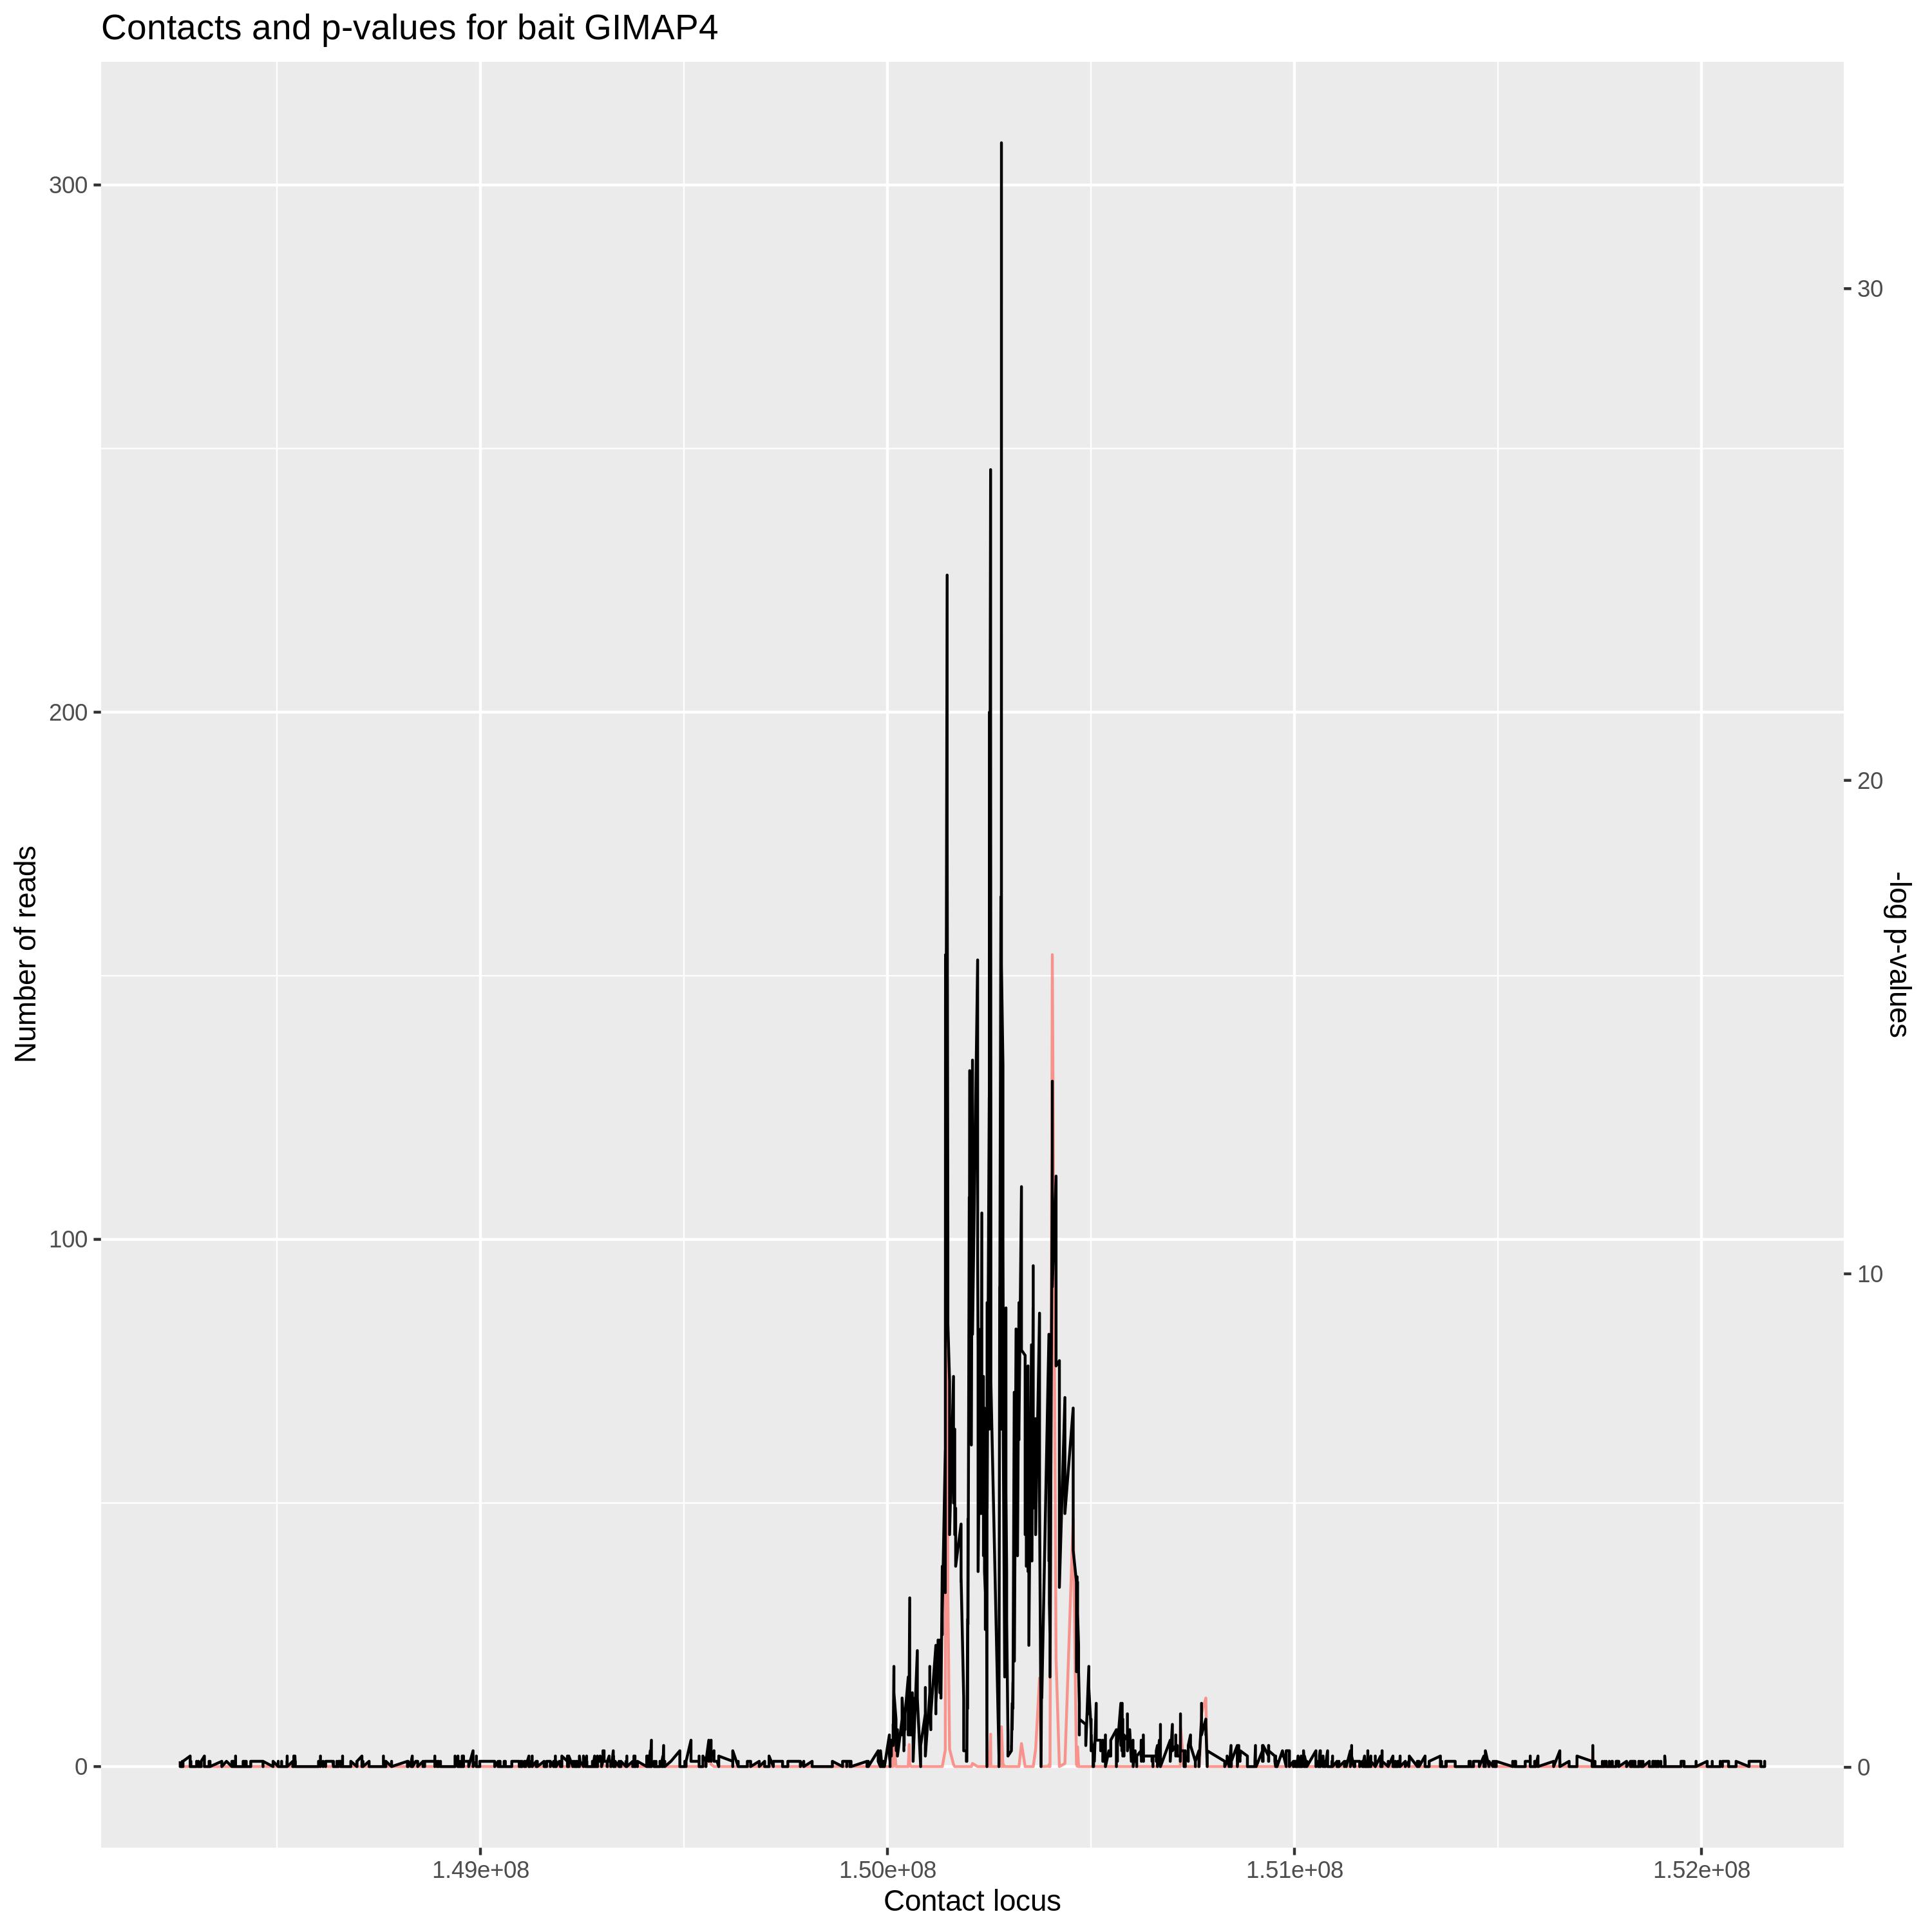 Contacts and p-values for bait GIMAP4
300
200
100
0
Number of reads
30
20
10
0
-log p-values
1.49e+08
1.50e+08
1.51e+08
1.52e+08
Contact locus